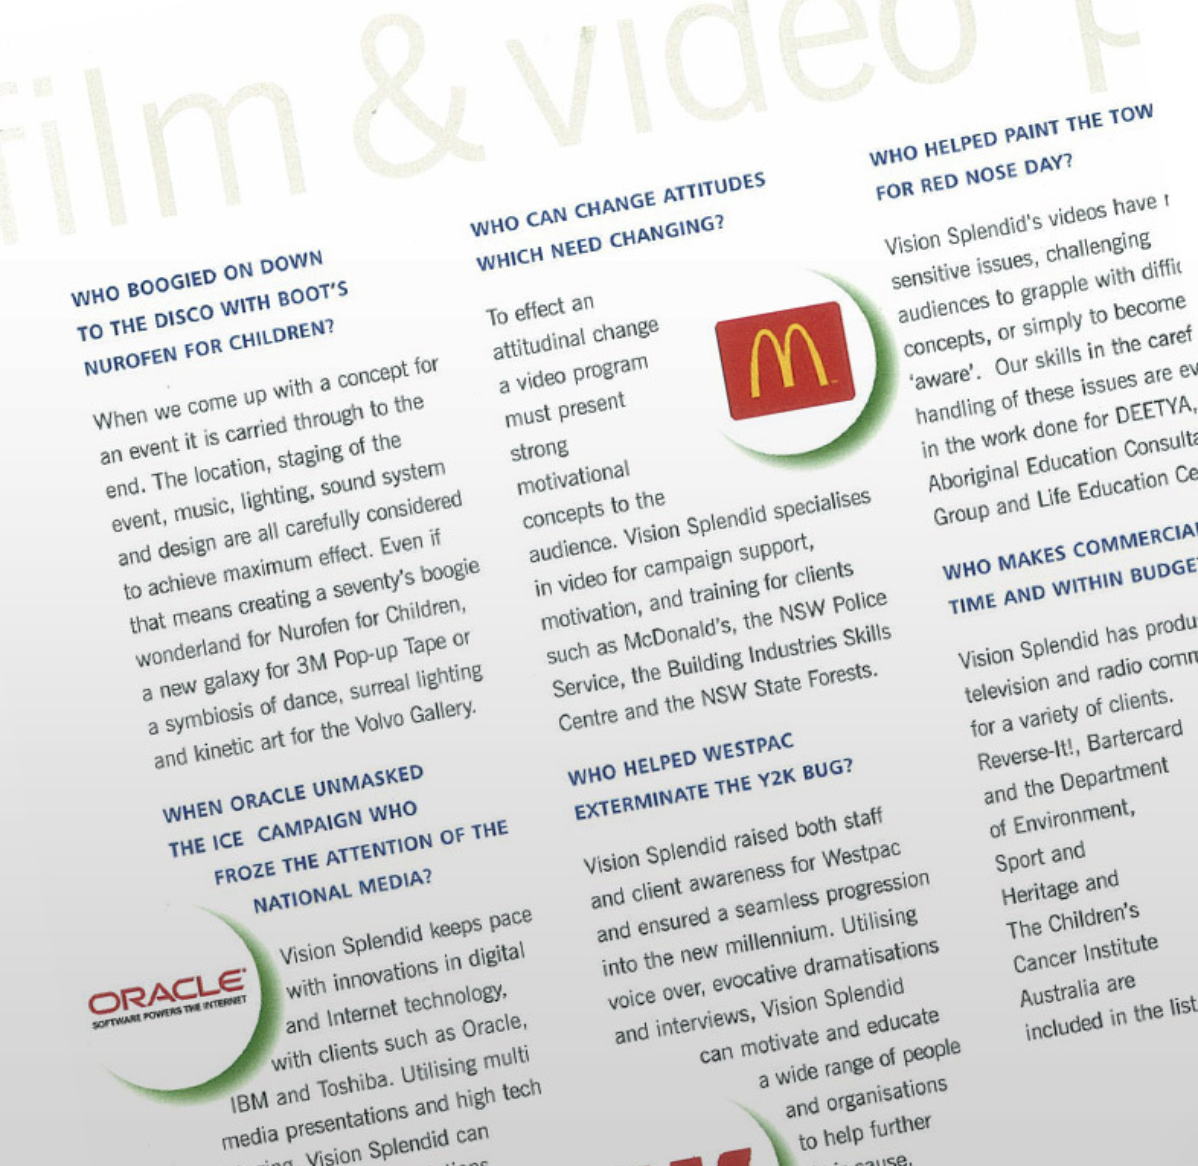 film & video
WHO BOOGIED ON DOWN
TO THE DISCO WITH BOOT'S
NUROFEN FOR CHILDREN?
When we come up with a concept for
an event it is carried through to the
end. The location, staging of the
event, music, lighting, sound system
and design are all carefully considered
to achieve maximum effect. Even if
that means creating a seventy's boogie
wonderland for Nurofen for Children,
a new galaxy for 3M Pop-up Tape or
a symbiosis of dance, surreal lighting
and kinetic art for the Volvo Gallery.
WHEN ORACLE UNMASKED
THE ICE CAMPAIGN WHO
FROZE THE ATTENTION OF THE
NATIONAL MEDIA?
ORACLE
SOFTWARE POWERS THE INTERNET
Vision Splendid keeps pace
with innovations in digital
and Internet technology,
with clients such as Oracle,
IBM and Toshiba. Utilising multi
media presentations and high tech
Vision Splendid can
WHO CAN CHANGE ATTITUDES
WHICH NEED CHANGING?
To effect an
attitudinal change
a video program
must present
strong
motivational
concepts to the
audience. Vision Splendid specialises
in video for campaign support,
motivation, and training for clients
such as McDonald's, the NSW Police
Service, the Building Industries Skills
Centre and the NSW State Forests.
WHO HELPED WESTPAC
EXTERMINATE THE Y2K BUG?
Vision Splendid raised both staff
and client awareness for Westpac
and ensured a seamless progression
into the new millennium. Utilising
voice over, evocative dramatisations
and interviews, Vision Splendid
can motivate and educate
a wide range of people
and organisations
to help further
cause.
WHO HELPED PAINT THE TOW
FOR RED NOSE DAY?
Vision Splendid's videos have
sensitive issues, challenging
audiences to grapple with diffic
concepts, or simply to become
'aware'. Our skills in the caref
handling of these issues are ev
in the work done for DEETYA,
Aboriginal Education Consulta
Group and Life Education Ce
WHO MAKES COMMERCIAL
TIME AND WITHIN BUDGE
Vision Splendid has produ
television and radio comm
for a variety of clients.
Reverse-It!, Bartercard
and the Department
of Environment,
Sport and
Heritage and
The Children's
Cancer Institute
Australia are
included in the list